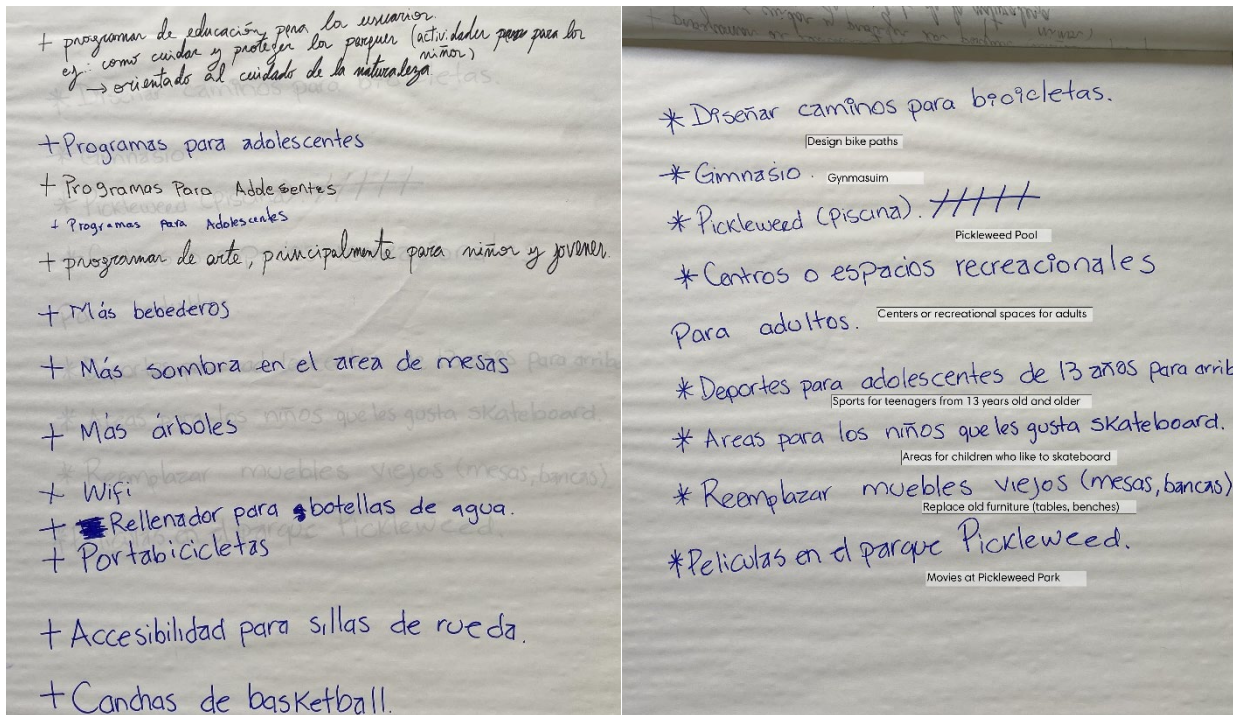 + programas de educación para los usuarios.
ej: como cuidar y proteger los parques (actividades para los
niños)
→ orientado al cuidado de la naturaleza
+ Programas para adolescentes
+ Programas Para Adolesentes
+ Programas Para Adolescentes
+ programas de arte, principalmente para niños y jovenes.
+ Más bebederos
+ Más sombra en el area de mesas
+ Más árboles
+ Wifi
+ Rellenador para botellas de agua.
+ Portabicicletas
+ Accesibilidad para sillas de rueda.
+ Canchas de basketball.
* Diseñar caminos para bicicletas.
Design bike paths
* Gimnasio.
Gynmasuim
* Pickleweed (Piscina).
Pickleweed Pool
* Centros o espacios recreacionales
Para adultos.
Centers or recreational spaces for adults
* Deportes para adolescentes de 13 años para arrib
Sports for teenagers from 13 years old and older
* Areas para los niños que les gusta skateboard.
Areas for children who like to skateboard
* Reemplazar muebles viejos (mesas, bancas)
Replace old furniture (tables, benches)
* Peliculas en el parque Pickleweed.
Movies at Pickleweed Park